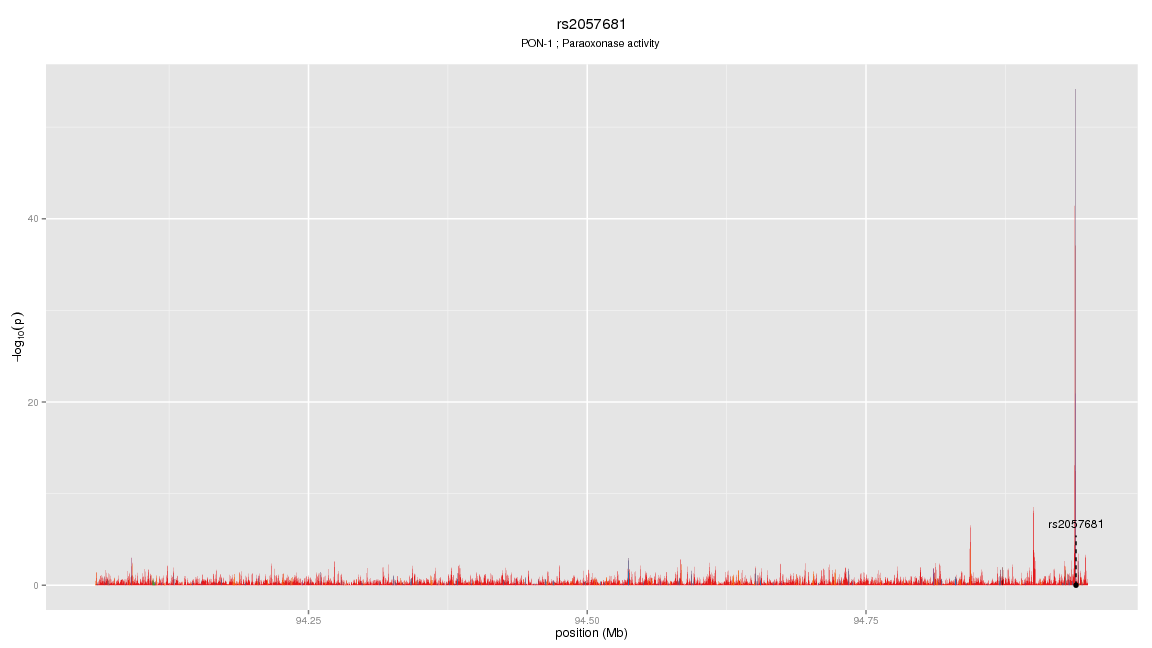 rs2057681
PON-1 ; Paraoxonase activity
−log10(p)
40
20
0
rs2057681
94.25
94.50
94.75
position (Mb)